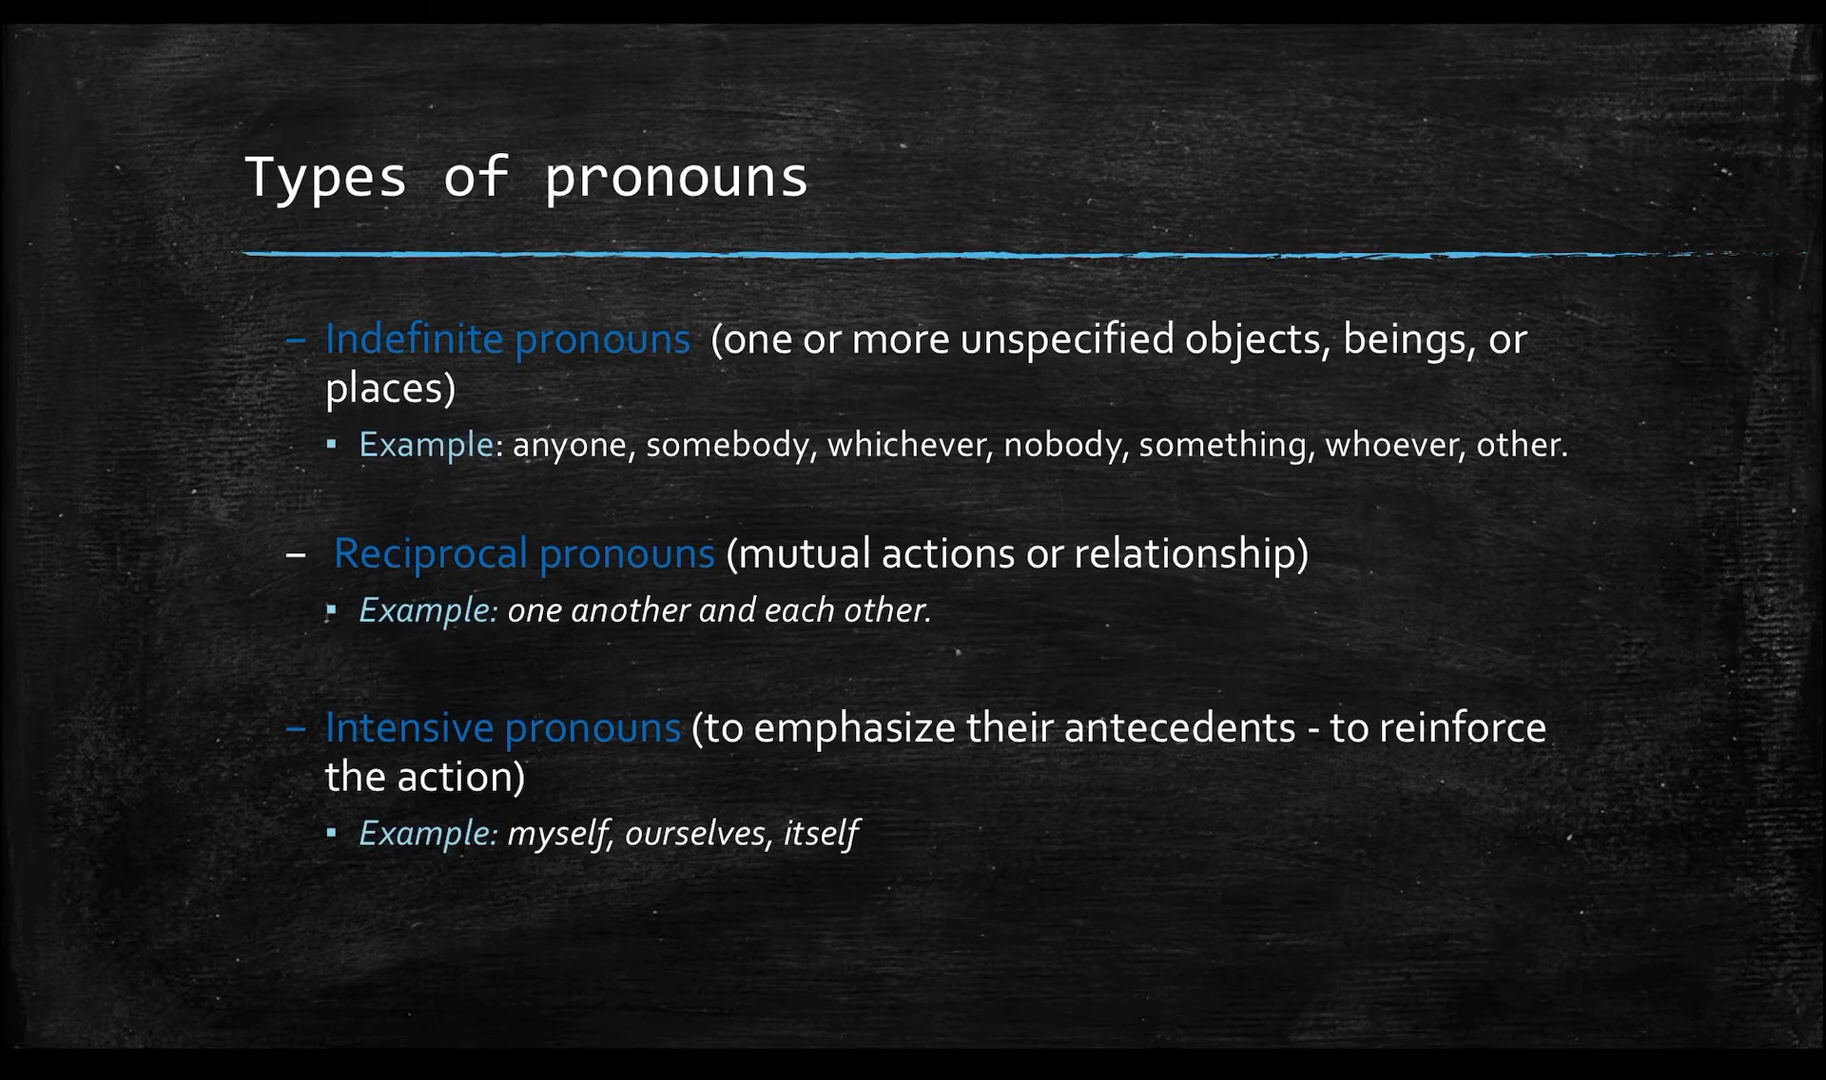 Types of pronouns
– Indefinite pronouns (one or more unspecified objects, beings, or
places)
▪ Example: anyone, somebody, whichever, nobody, something, whoever, other.
– Reciprocal pronouns (mutual actions or relationship)
▪ Example: one another and each other.
– Intensive pronouns (to emphasize their antecedents - to reinforce
the action)
▪ Example: myself, ourselves, itself